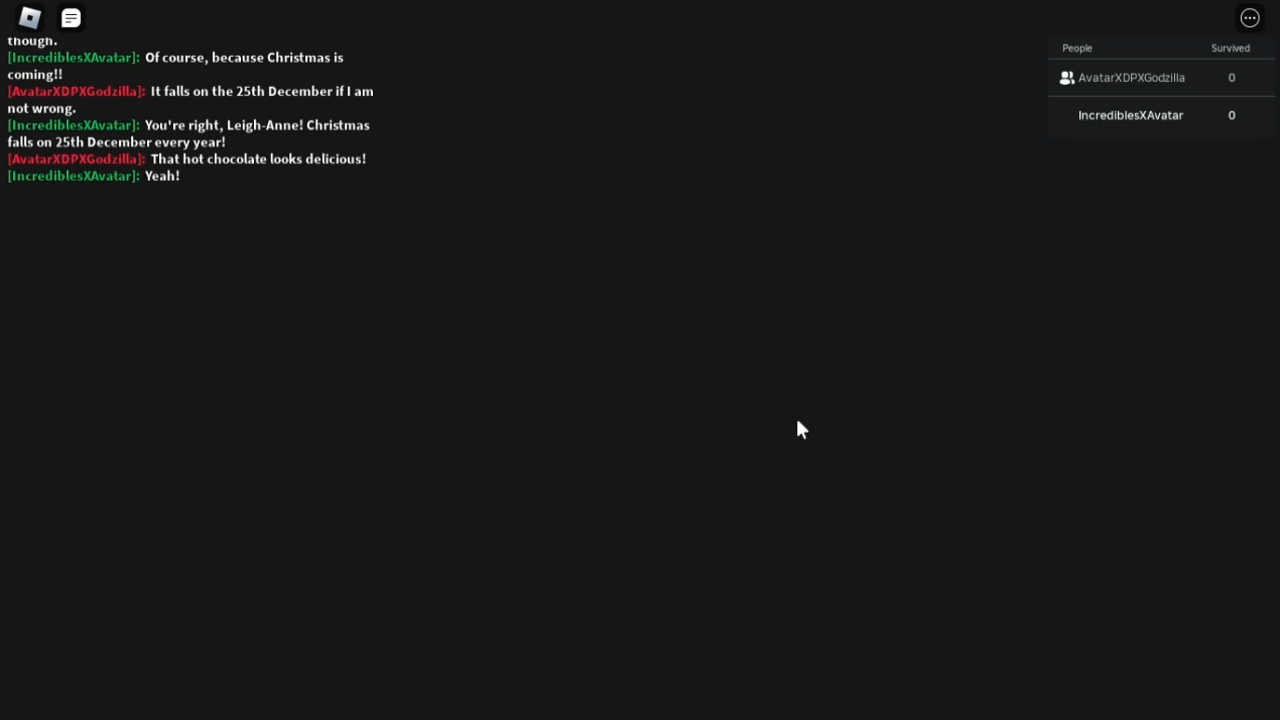 though.
[IncrediblesXAvatar]: Of course, because Christmas is
coming!!
[AvatarXDPXGodzilla]: It falls on the 25th December if I am
not wrong.
[IncrediblesXAvatar]: You're right, Leigh-Anne! Christmas
falls on 25th December every year!
[AvatarXDPXGodzilla]: That hot chocolate looks delicious!
[IncrediblesXAvatar]: Yeah!
People Survived
AvatarXDPXGodzilla 0
IncrediblesXAvatar 0